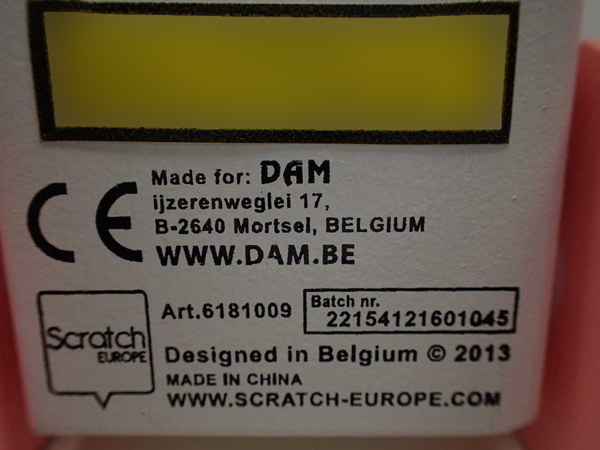 CE
Made for: DAM
ijzerenweglei 17,
B-2640 Mortsel, BELGIUM
WWW.DAM.BE
Art.6181009
Batch nr.
22154121601045
Scratch
EUROPE
Designed in Belgium © 2013
MADE IN CHINA
WWW.SCRATCH-EUROPE.COM